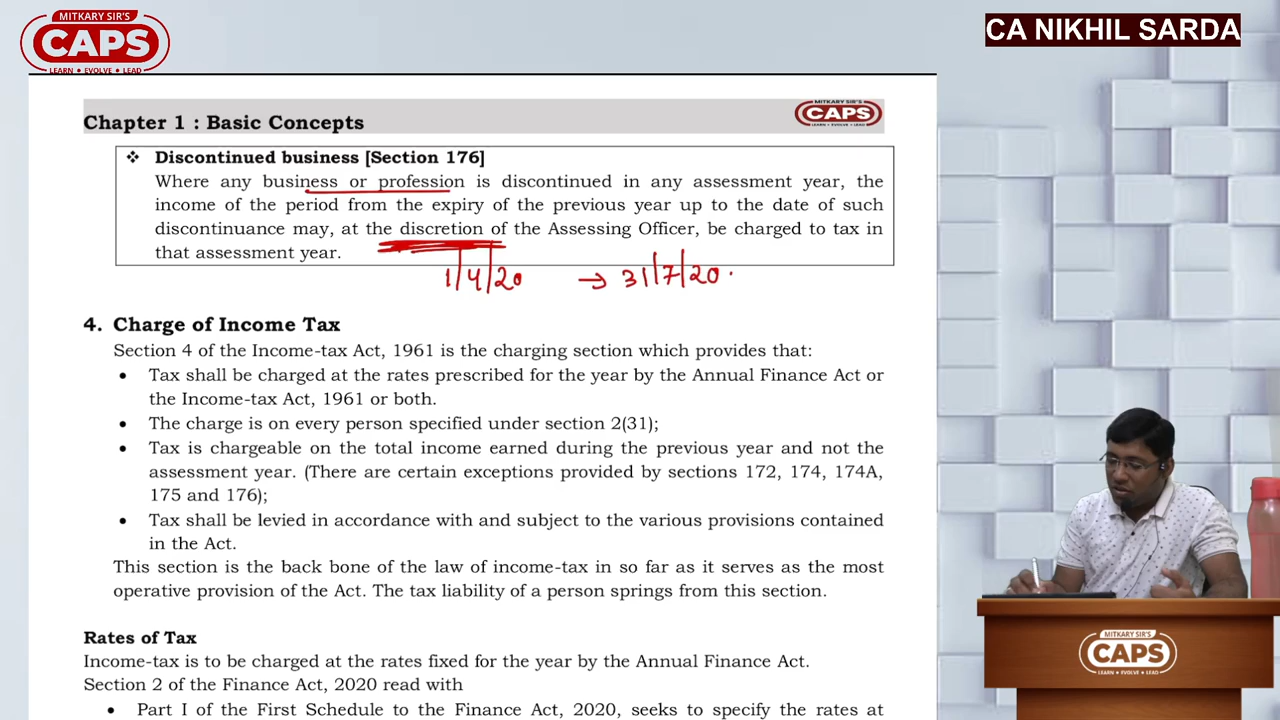 MITKARY SIR'S
CAPS
LEARN • EVOLVE • LEAD
CA NIKHIL SARDA
Chapter 1 : Basic Concepts
MITKARY SIR'S
CAPS
LEARN • EVOLVE • LEAD
❖ Discontinued business [Section 176]
Where any business or profession is discontinued in any assessment year, the
income of the period from the expiry of the previous year up to the date of such
discontinuance may, at the discretion of the Assessing Officer, be charged to tax in
that assessment year.
1/4/20 → 31/7/20.
4. Charge of Income Tax
Section 4 of the Income-tax Act, 1961 is the charging section which provides that:
• Tax shall be charged at the rates prescribed for the year by the Annual Finance Act or
the Income-tax Act, 1961 or both.
• The charge is on every person specified under section 2(31);
• Tax is chargeable on the total income earned during the previous year and not the
assessment year. (There are certain exceptions provided by sections 172, 174, 174A,
175 and 176);
• Tax shall be levied in accordance with and subject to the various provisions contained
in the Act.
This section is the back bone of the law of income-tax in so far as it serves as the most
operative provision of the Act. The tax liability of a person springs from this section.
Rates of Tax
Income-tax is to be charged at the rates fixed for the year by the Annual Finance Act.
Section 2 of the Finance Act, 2020 read with
• Part I of the First Schedule to the Finance Act, 2020, seeks to specify the rates at
MITKARY SIR'S
CAPS
LEARN • EVOLVE • LEAD